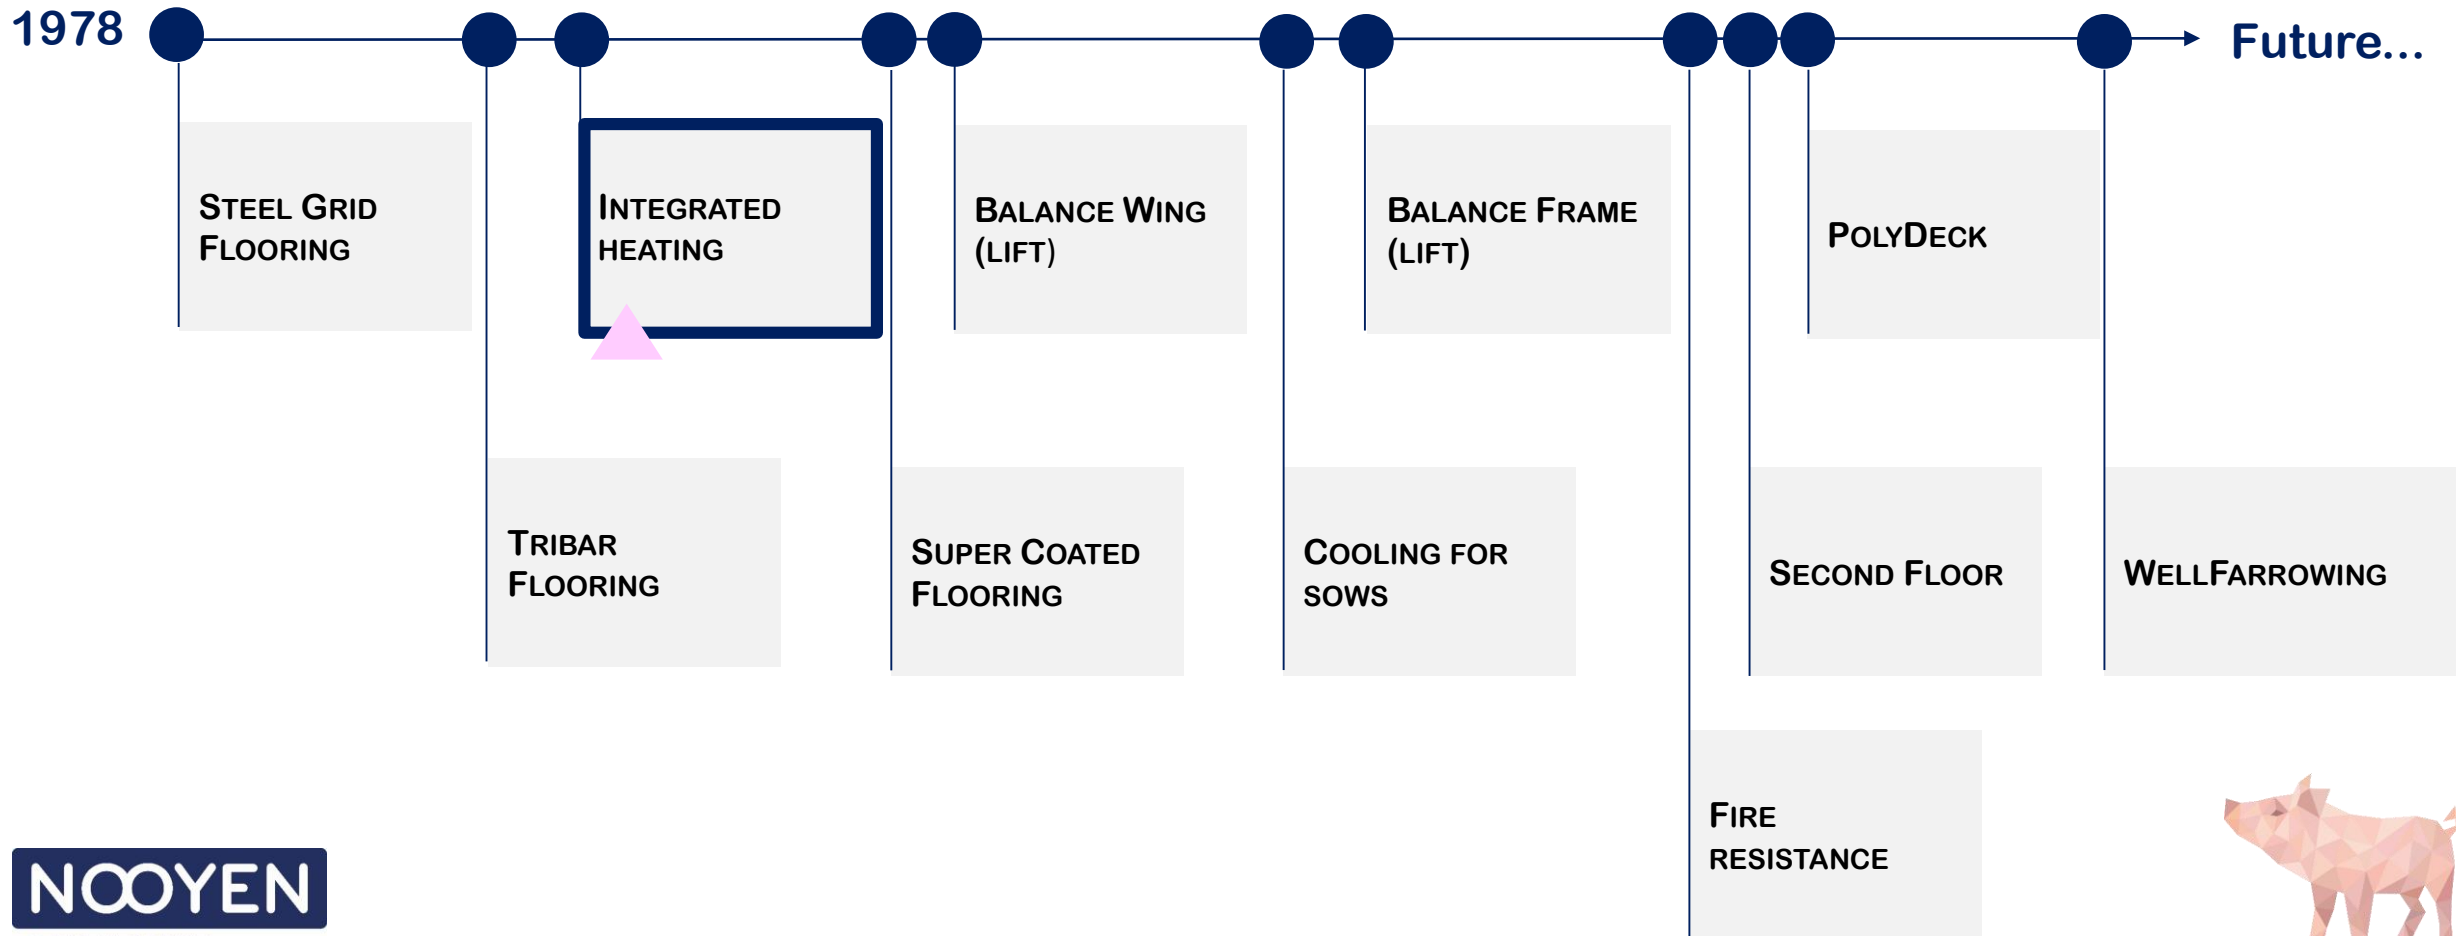 1978
Future...
STEEL GRID
FLOORING
INTEGRATED
HEATING
BALANCE WING
(LIFT)
BALANCE FRAME
(LIFT)
POLYDECK
TRIBAR
FLOORING
SUPER COATED
FLOORING
COOLING FOR
SOWS
SECOND FLOOR
WELLFARROWING
FIRE
RESISTANCE
NOOYEN